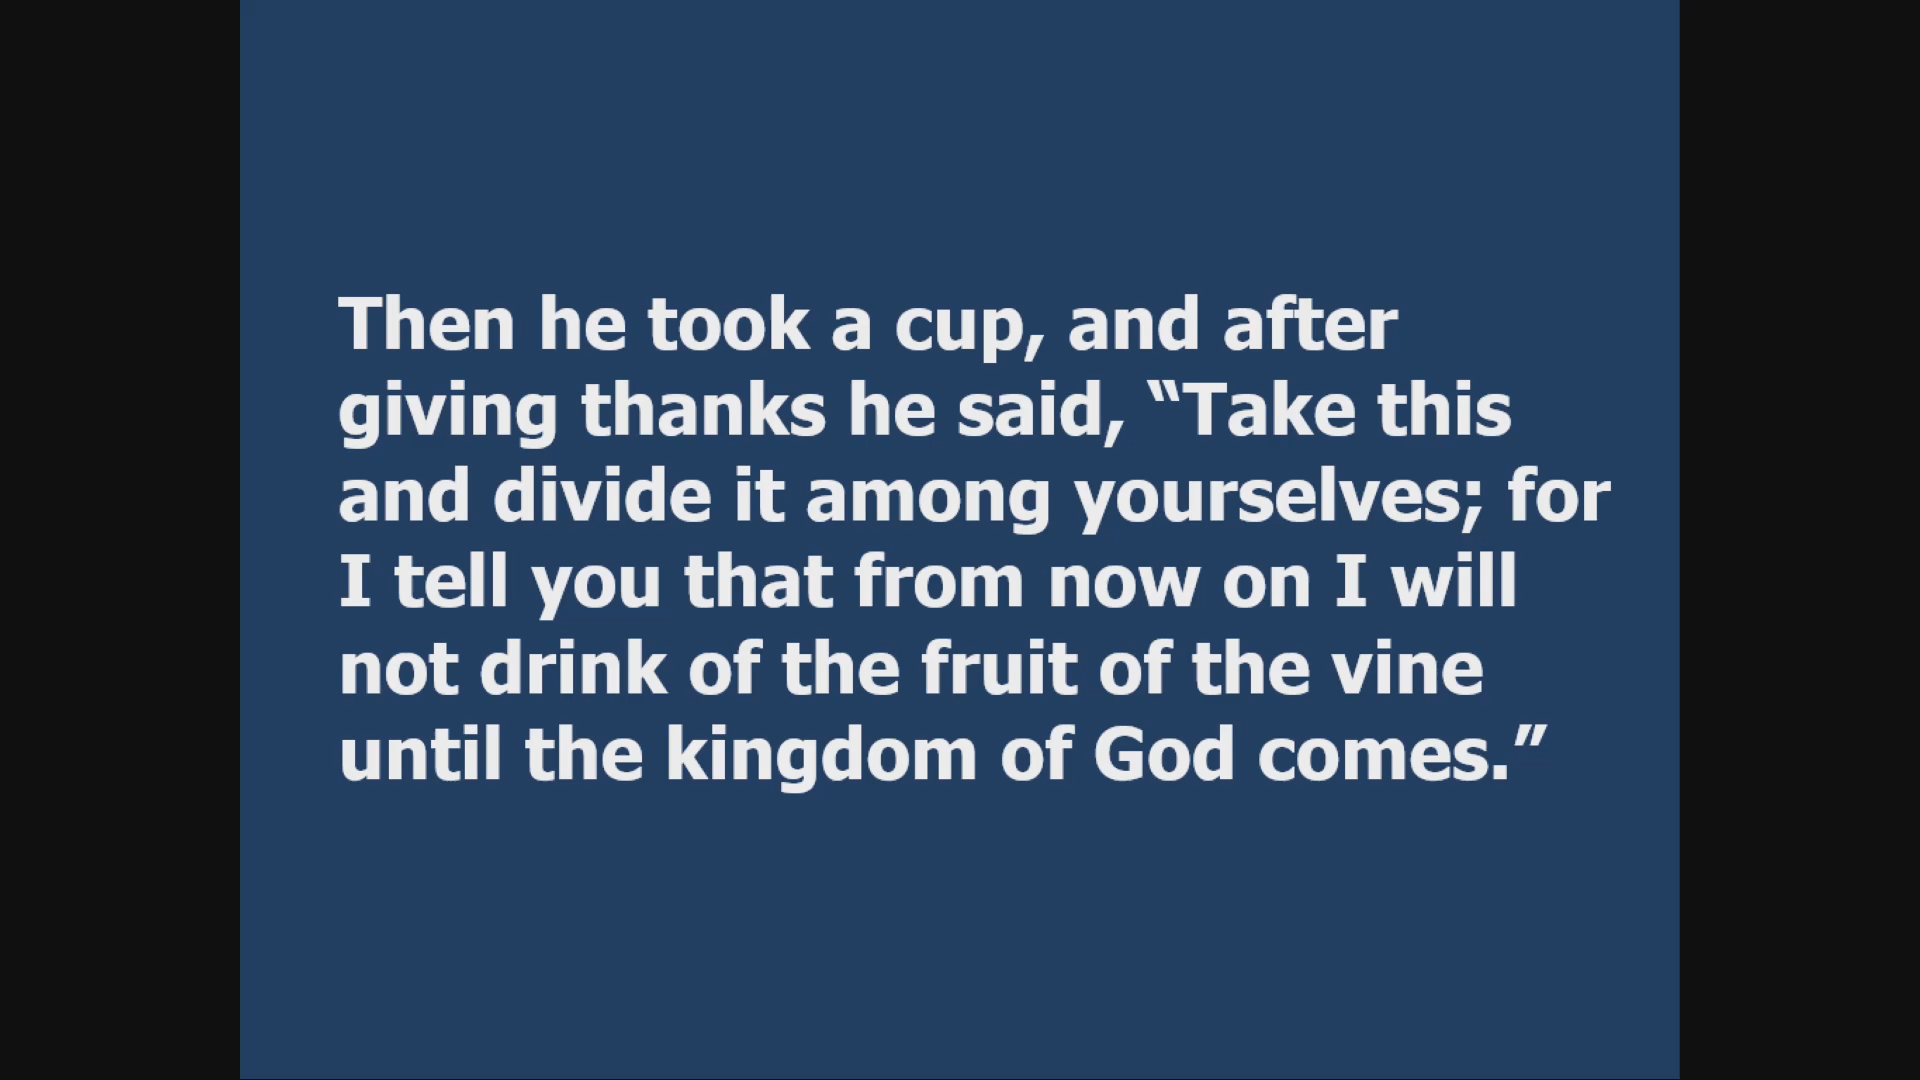 Then he took a cup, and after
giving thanks he said, “Take this
and divide it among yourselves; for
I tell you that from now on I will
not drink of the fruit of the vine
until the kingdom of God comes.”